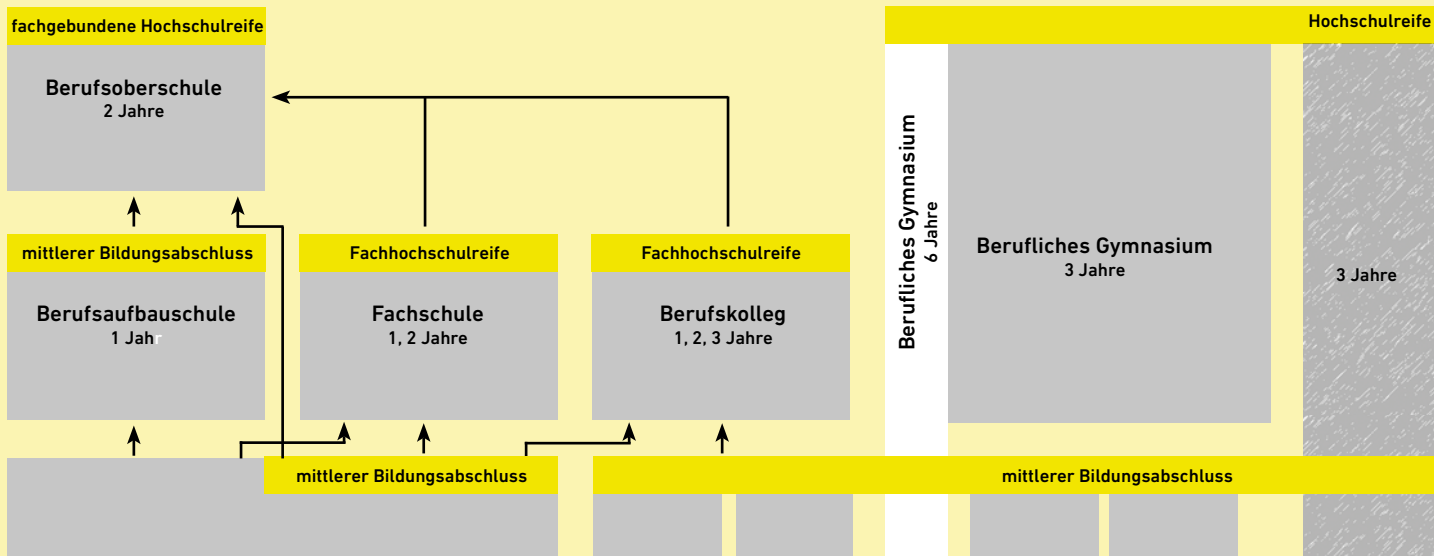 fachgebundene Hochschulreife
Berufsoberschule
2 Jahre
mittlerer Bildungsabschluss
Berufsaufbauschule
1 Jahr
Fachhochschulreife
Fachschule
1, 2 Jahre
Fachhochschulreife
Berufskolleg
1, 2, 3 Jahre
mittlerer Bildungsabschluss
Hochschulreife
Berufliches Gymnasium
6 Jahre
Berufliches Gymnasium
3 Jahre
3 Jahre
mittlerer Bildungsabschluss